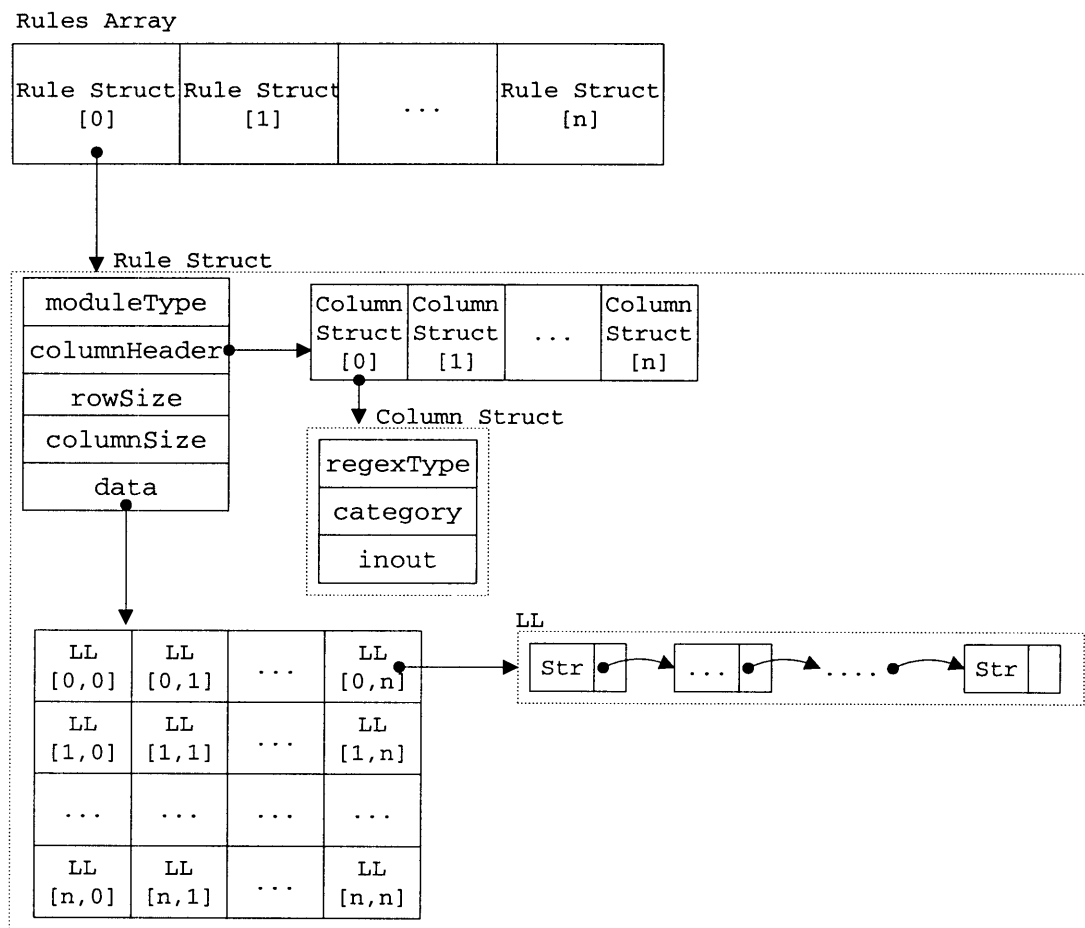 Rules Array
Rule Struct Rule Struct ... Rule Struct
[0] [1] [n]
Rule Struct
moduleType
columnHeader
rowSize
columnSize
data
Column Column Column
Struct Struct ... Struct
[0] [1] [n]
Column Struct
regexType
category
inout
LL LL ... LL
[0,0] [0,1] [0,n]
LL LL ... LL
[1,0] [1,1] [1,n]
... ... ... ...
LL LL ... LL
[n,0] [n,1] [n,n]
LL
Str ... .... Str